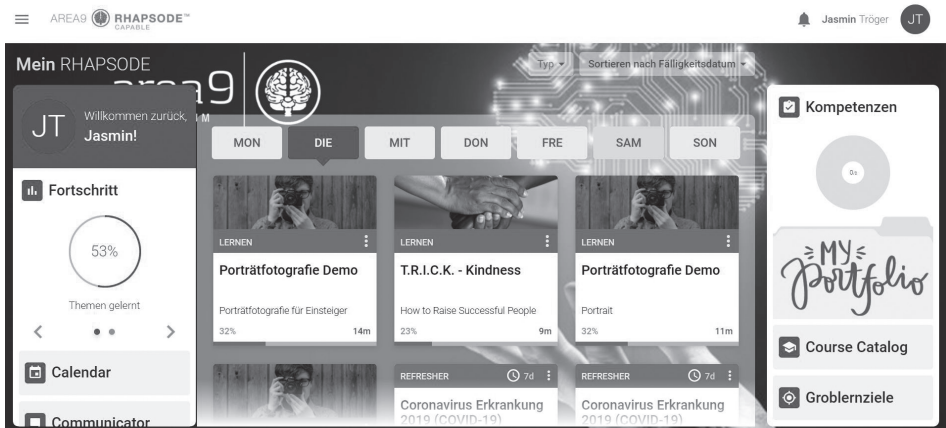 AREA9 RHAPSODE™
CAPABLE
Jasmin Tröger
JT
Mein RHAPSODE
area9
Typ
Sortieren nach Fälligkeitsdatum
JT
Willkommen zurück,
Jasmin!
Fortschritt
53%
Themen gelernt
Calendar
Communicator
MON
DIE
MIT
DON
FRE
SAM
SON
LERNEN
Porträtfotografie Demo
Porträtfotografie für Einsteiger
32% 14m
LERNEN
T.R.I.C.K. - Kindness
How to Raise Successful People
23% 9m
LERNEN
Porträtfotografie Demo
Portrait
32% 11m
REFRESHER 7d
Coronavirus Erkrankung
2019 (COVID-19)
REFRESHER 7d
Coronavirus Erkrankung
2019 (COVID-19)
Kompetenzen
MY
Portfolio
Course Catalog
Groblernziele